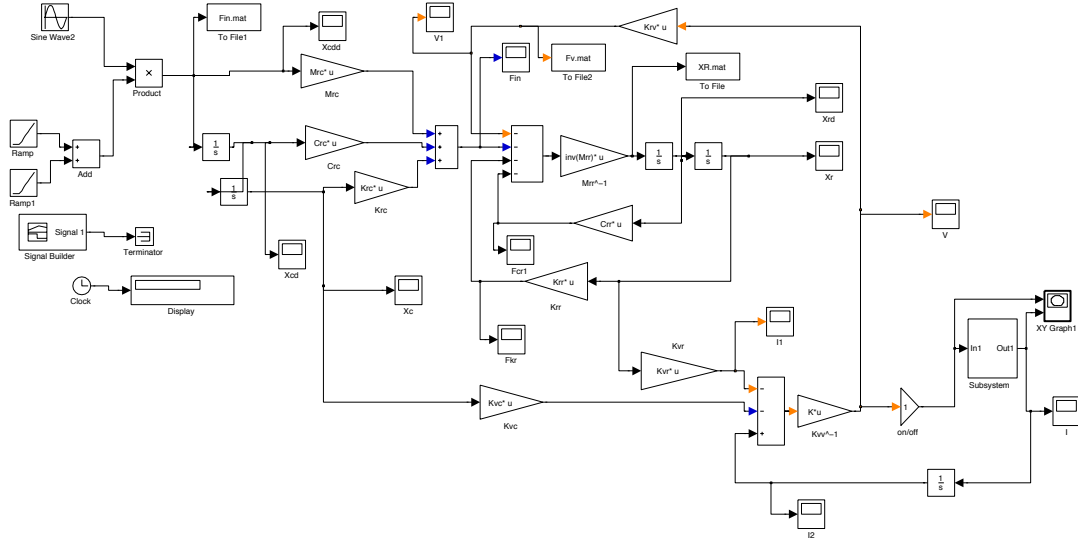 Sine Wave2
Fin.mat
To File1
Xcdd
V1
Krv* u
Fin
Fv.mat
To File2
XR.mat
To File
×
Product
Mrc* u
Mrc
Xrd
Ramp
+
+
Add
Ramp1
1
s
Crc* u
Crc
+
+
+
−
−
−
−
inv(Mrr)* u
Mrr^−1
1
s
1
s
Xr
1
s
Krc* u
Krc
Signal 1
Signal Builder
Terminator
Xcd
Crr* u
Fcr1
V
Clock
Display
Xc
Krr* u
Krr
Fkr
I1
XY Graph1
Kvr
Kvr* u
In1
Out1
Subsystem
Kvc* u
Kvc
−
−
+
K*u
Kvv^−1
1
on/off
I
1
s
I2